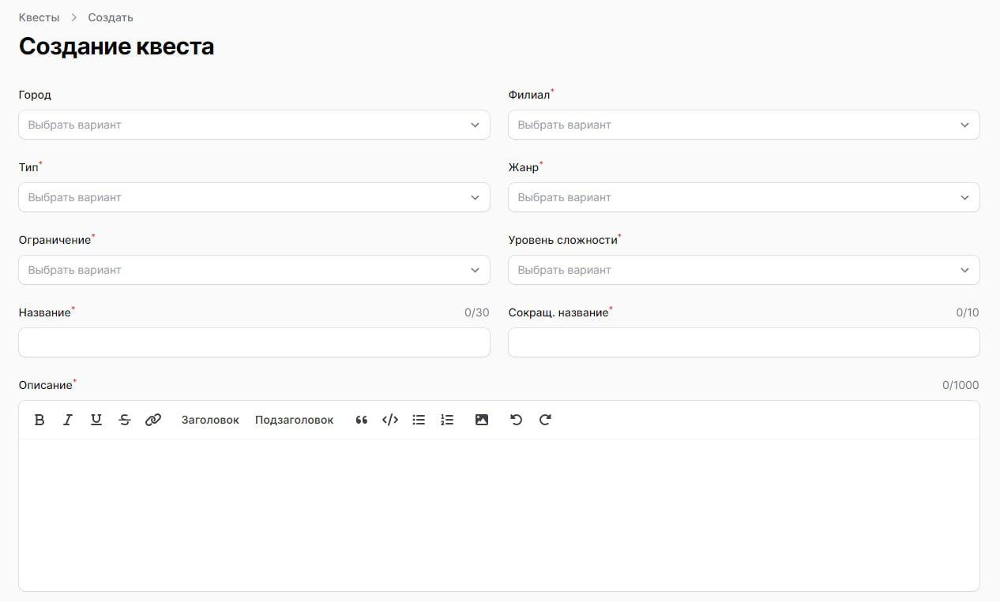 Квесты > Создать
Создание квеста
Город
Филиал*
Выбрать вариант
Выбрать вариант
Тип*
Жанр*
Выбрать вариант
Выбрать вариант
Ограничение*
Уровень сложности*
Выбрать вариант
Выбрать вариант
Название* 0/30
Сокращ. название* 0/10
Описание* 0/1000
Заголовок Подзаголовок